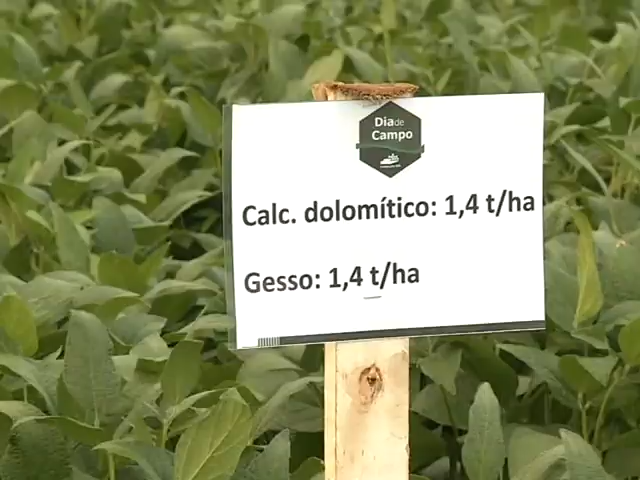 Dia de
Campo
Calc. dolomítico: 1,4 t/ha
Gesso: 1,4 t/ha